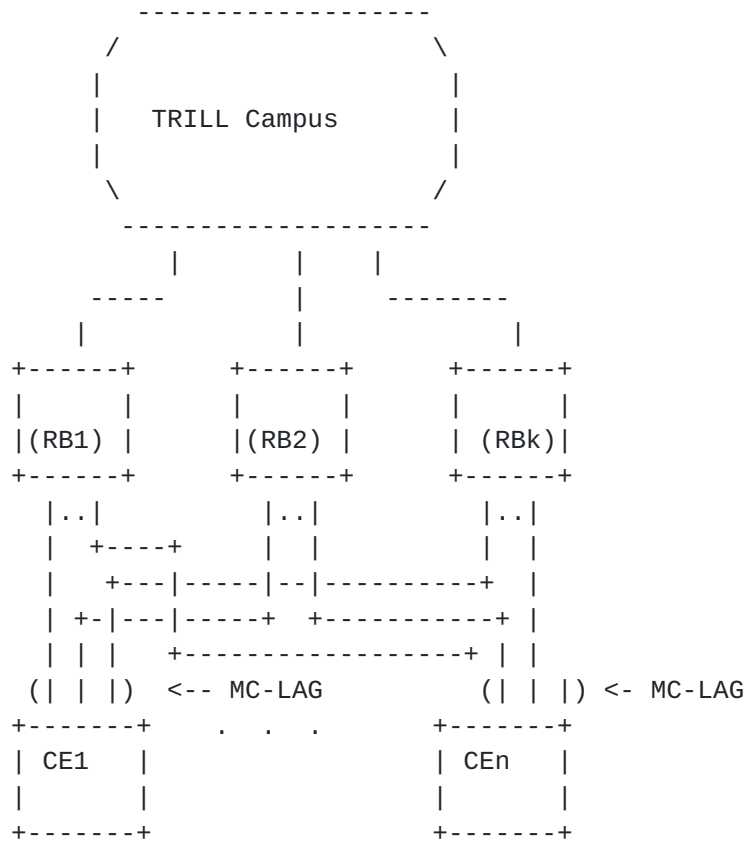 TRILL Campus
(RB1) (RB2) (RBk)
(| | |) <-- MC-LAG (| | |) <- MC-LAG
. . .
CE1 CEn